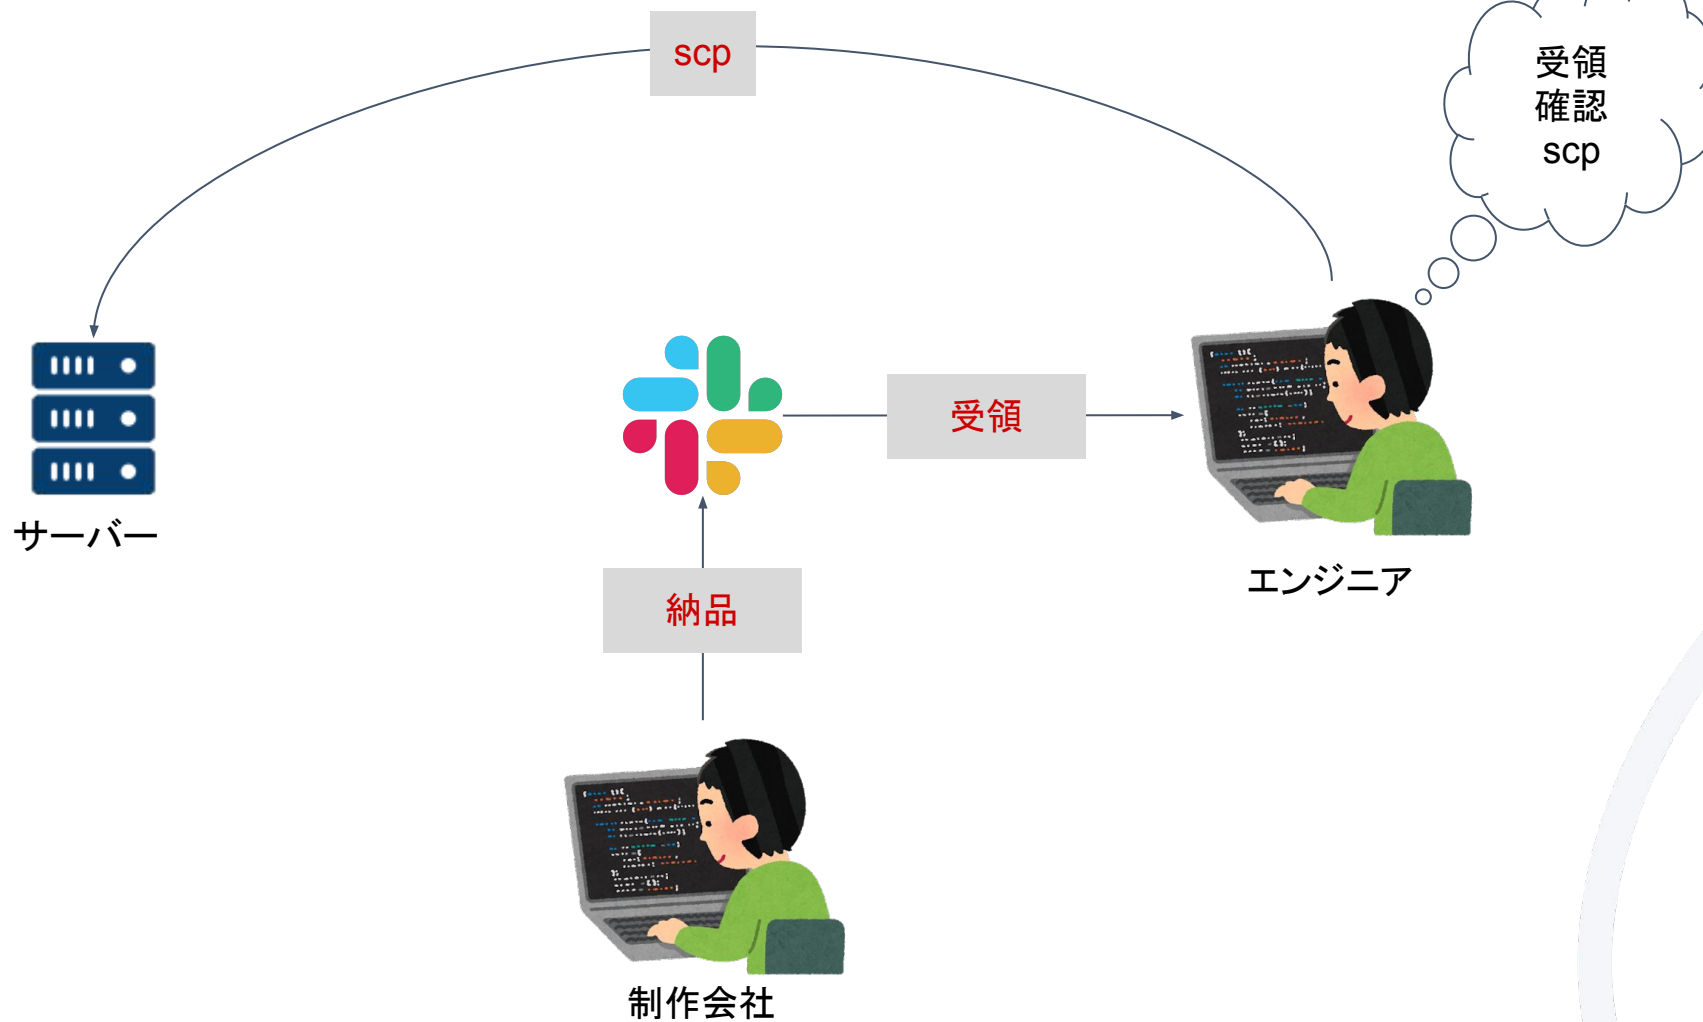 scp
受領
確認
scp
受領
サーバー
エンジニア
納品
制作会社